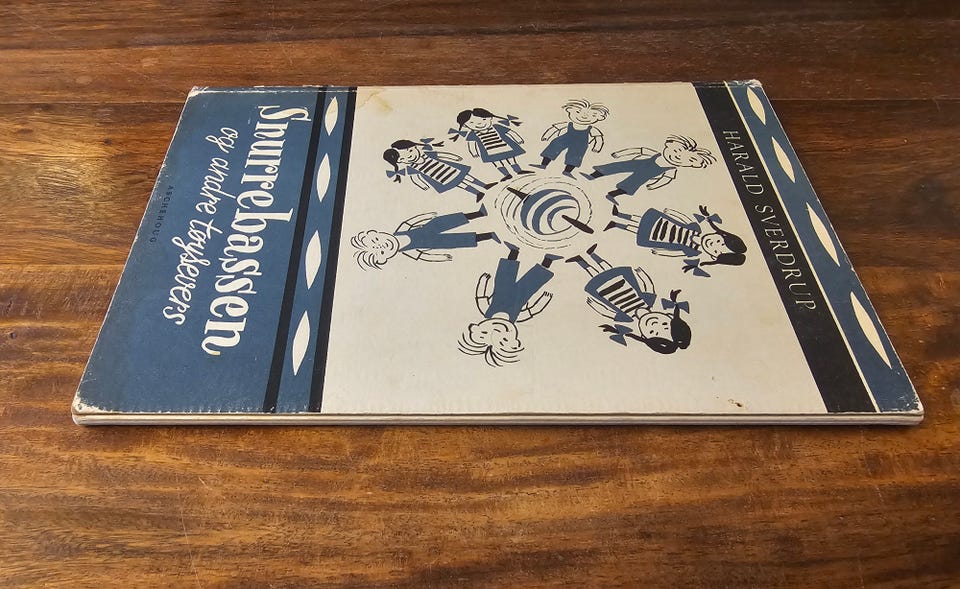 HARALD SVERDRUP
Snurrebassen
og andre tøysevers
ASCHEHOUG